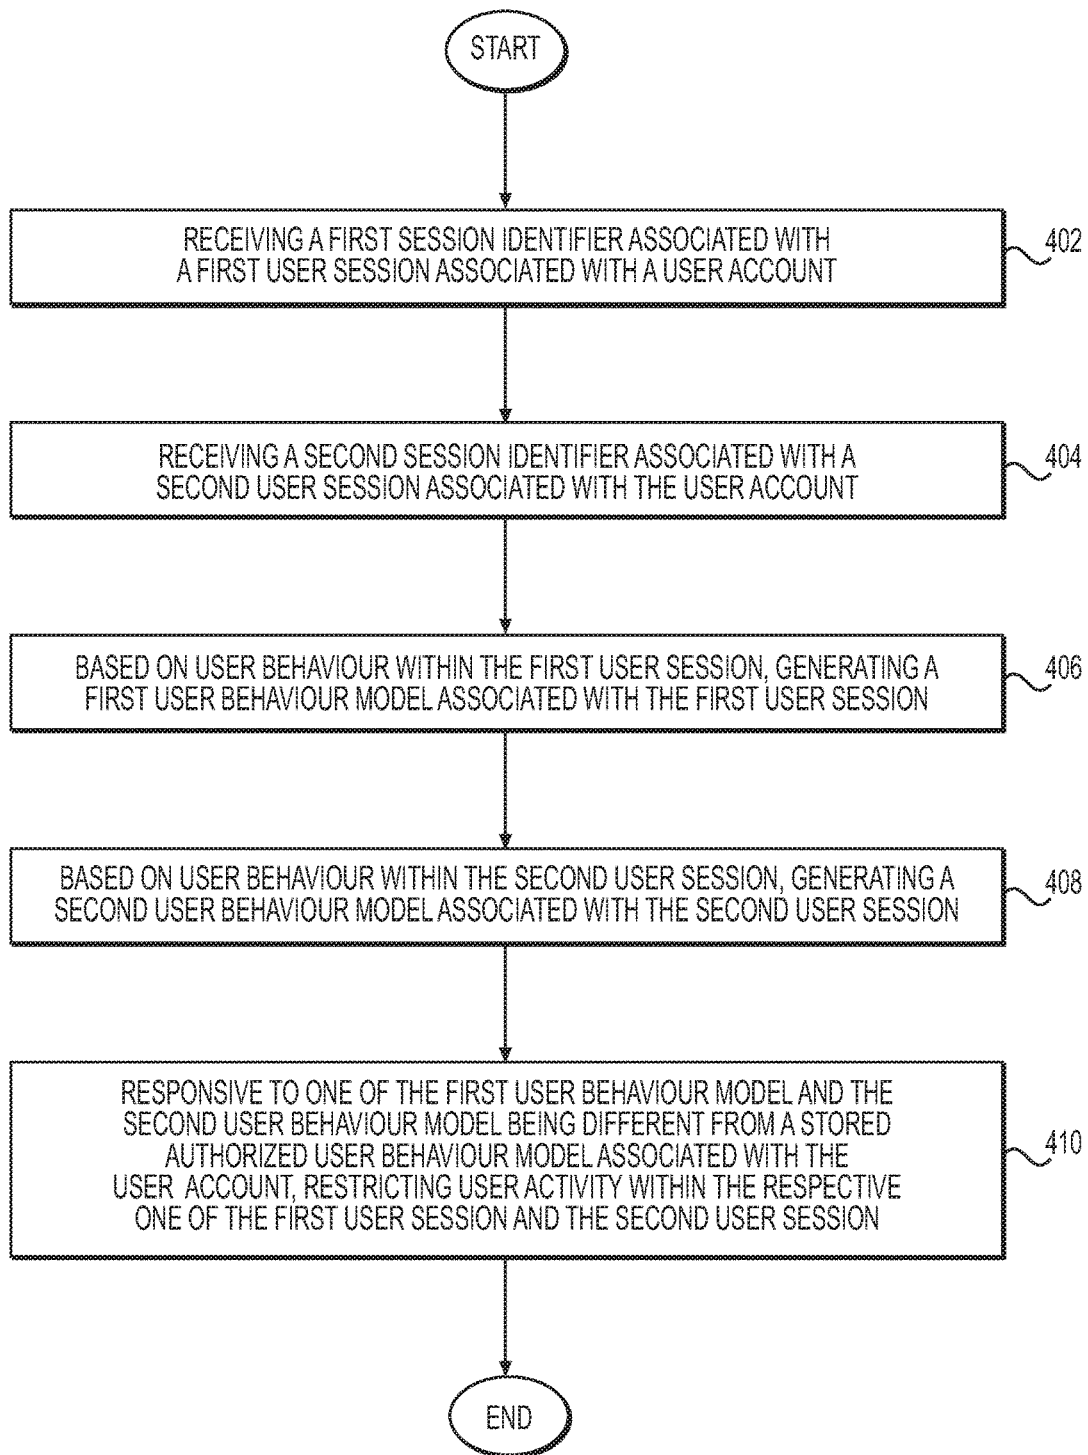 START
RECEIVING A FIRST SESSION IDENTIFIER ASSOCIATED WITH
A FIRST USER SESSION ASSOCIATED WITH A USER ACCOUNT
402
RECEIVING A SECOND SESSION IDENTIFIER ASSOCIATED WITH A
SECOND USER SESSION ASSOCIATED WITH THE USER ACCOUNT
404
BASED ON USER BEHAVIOUR WITHIN THE FIRST USER SESSION, GENERATING A
FIRST USER BEHAVIOUR MODEL ASSOCIATED WITH THE FIRST USER SESSION
406
BASED ON USER BEHAVIOUR WITHIN THE SECOND USER SESSION, GENERATING A
SECOND USER BEHAVIOUR MODEL ASSOCIATED WITH THE SECOND USER SESSION
408
RESPONSIVE TO ONE OF THE FIRST USER BEHAVIOUR MODEL AND THE
SECOND USER BEHAVIOUR MODEL BEING DIFFERENT FROM A STORED
AUTHORIZED USER BEHAVIOUR MODEL ASSOCIATED WITH THE
USER ACCOUNT, RESTRICTING USER ACTIVITY WITHIN THE RESPECTIVE
ONE OF THE FIRST USER SESSION AND THE SECOND USER SESSION
410
END